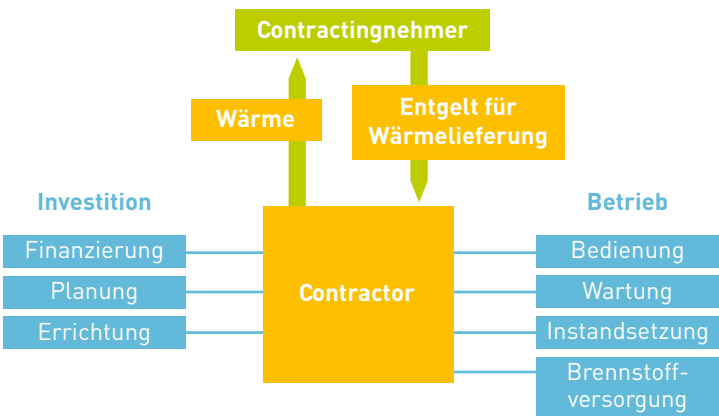 Contractingnehmer
Wärme
Entgelt für
Wärmelieferung
Investition
Finanzierung
Planung
Errichtung
Contractor
Betrieb
Bedienung
Wartung
Instandsetzung
Brennstoff-
versorgung